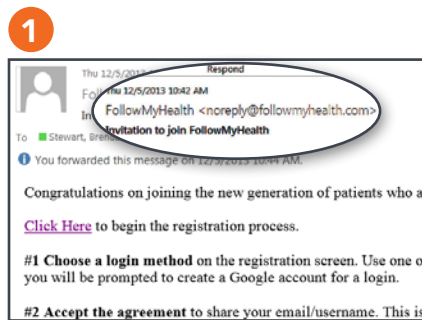 1
Respond
Thu 12/5/2013
Thu 12/5/2013 10:42 AM
FollowMyHealth <noreply@followmyhealth.com>
Invitation to join FollowMyHealth
To Stewart,
You forwarded this message on 12/5/2013 10:44 AM.
Congratulations on joining the new generation of patients who a
Click Here to begin the registration process.
#1 Choose a login method on the registration screen. Use one o
you will be prompted to create a Google account for a login.
#2 Accept the agreement to share your email/username. This is